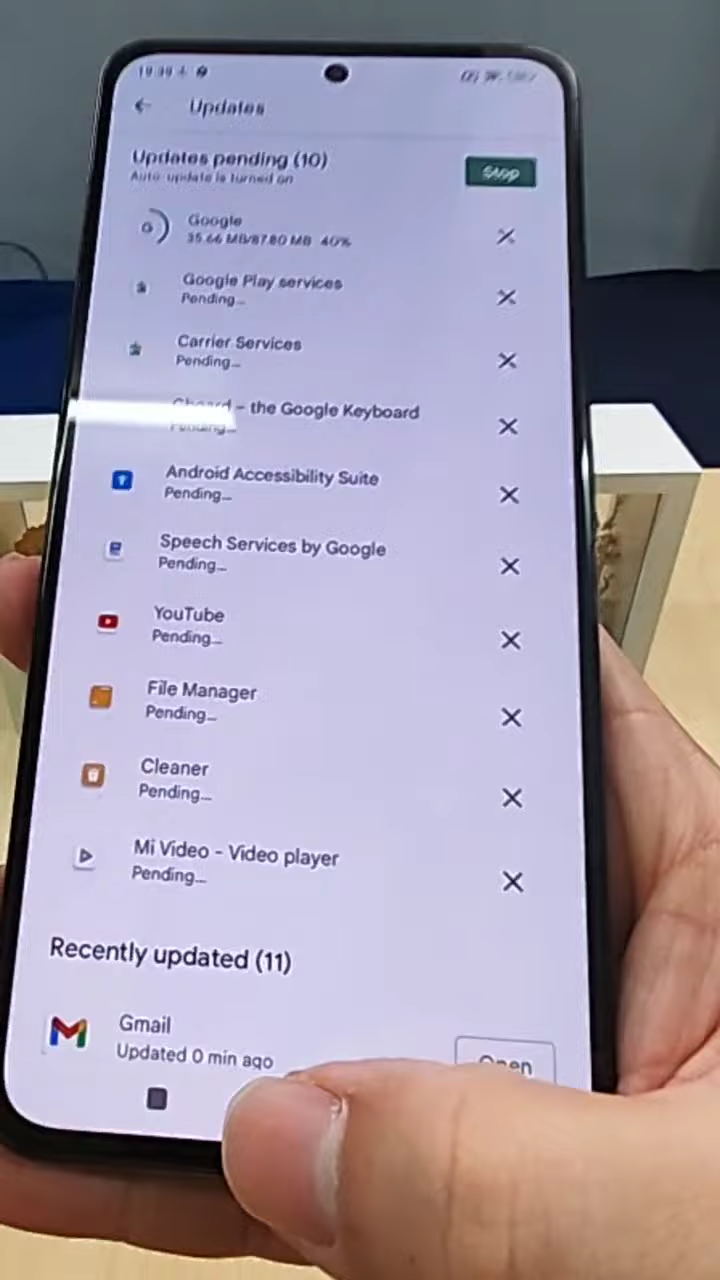 Updates
Updates pending (10)
Auto-update is turned on
Stop
Google
35.66 MB/87.80 MB 40%
Google Play services
Pending...
Carrier Services
Pending...
Gboard – the Google Keyboard
Pending...
Android Accessibility Suite
Pending...
Speech Services by Google
Pending...
YouTube
Pending...
File Manager
Pending...
Cleaner
Pending...
Mi Video - Video player
Pending...
Recently updated (11)
Gmail
Updated 0 min ago
Open